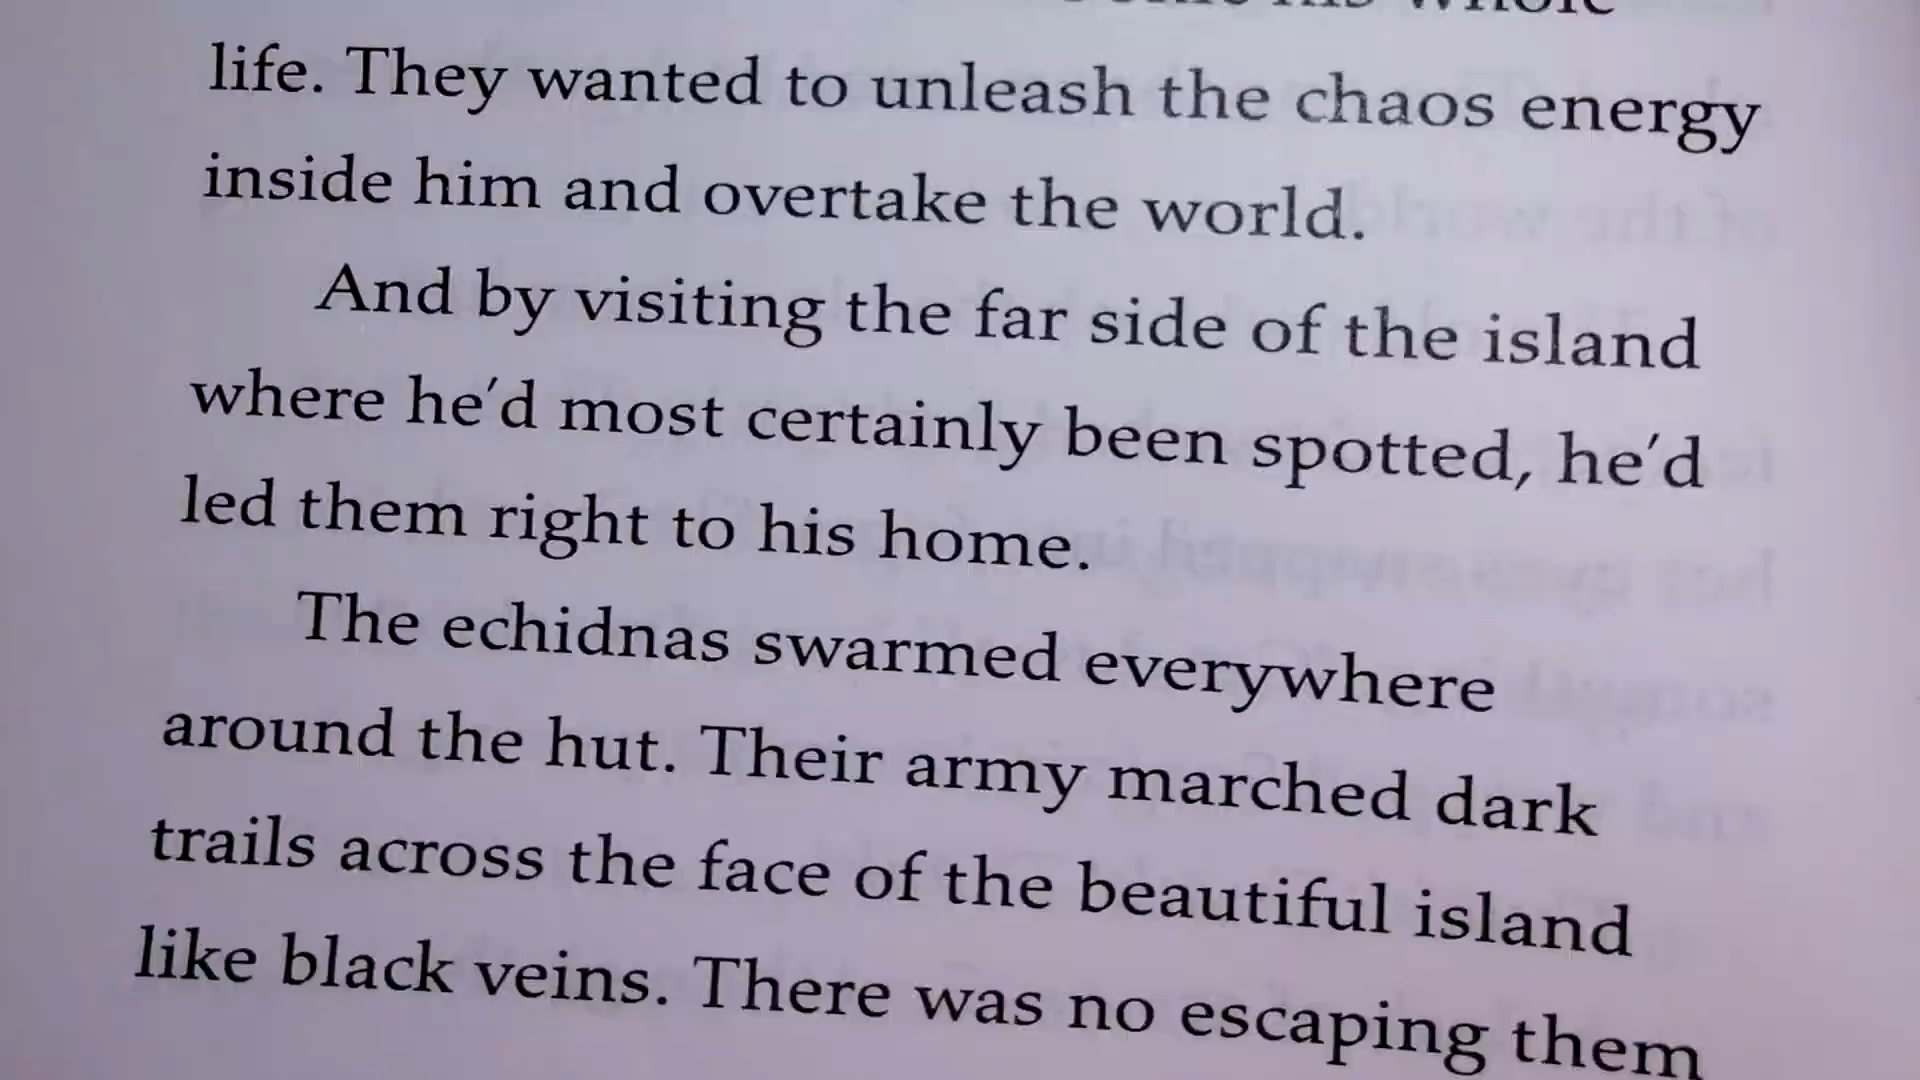 his whole
life. They wanted to unleash the chaos energy
inside him and overtake the world.
And by visiting the far side of the island
where he'd most certainly been spotted, he'd
led them right to his home.
The echidnas swarmed everywhere
around the hut. Their army marched dark
trails across the face of the beautiful island
like black veins. There was no escaping them